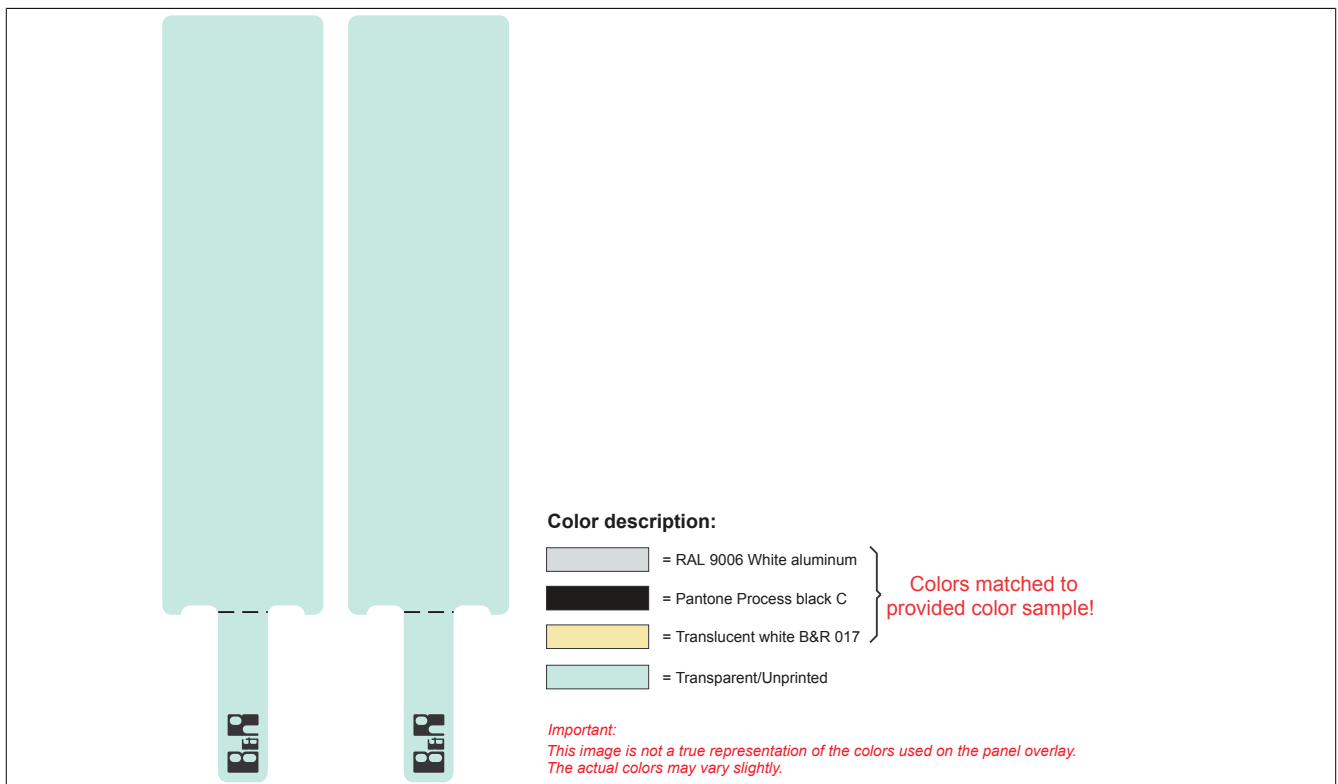 B&R
B&R
Color description:
= RAL 9006 White aluminum
= Pantone Process black C
= Translucent white B&R 017
= Transparent/Unprinted
Colors matched to
provided color sample!
Important:
This image is not a true representation of the colors used on the panel overlay.
The actual colors may vary slightly.